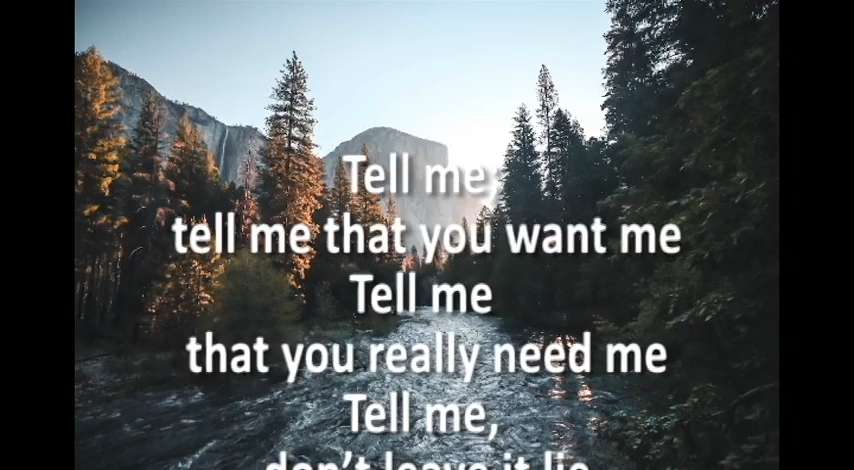 Tell me,
tell me that you want me
Tell me
that you really need me
Tell me,
don't leave it lie